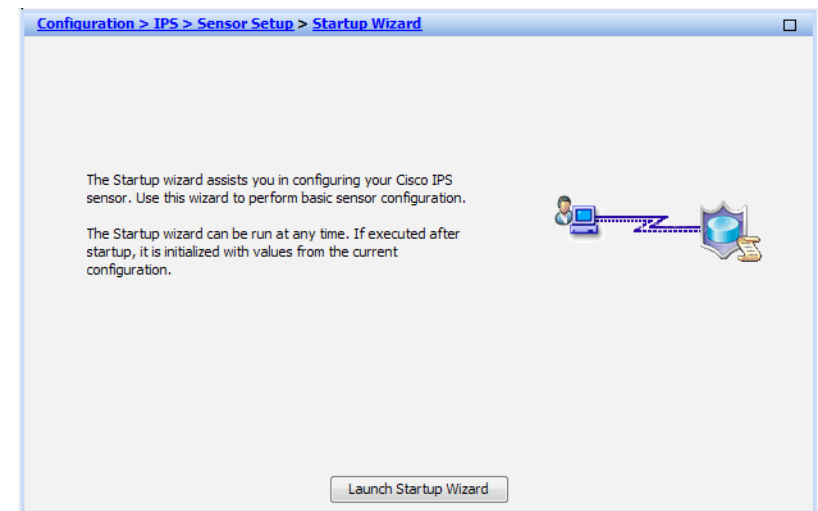 Configuration > IPS > Sensor Setup > Startup Wizard
The Startup wizard assists you in configuring your Cisco IPS
sensor. Use this wizard to perform basic sensor configuration.
The Startup wizard can be run at any time. If executed after
startup, it is initialized with values from the current
configuration.
Launch Startup Wizard